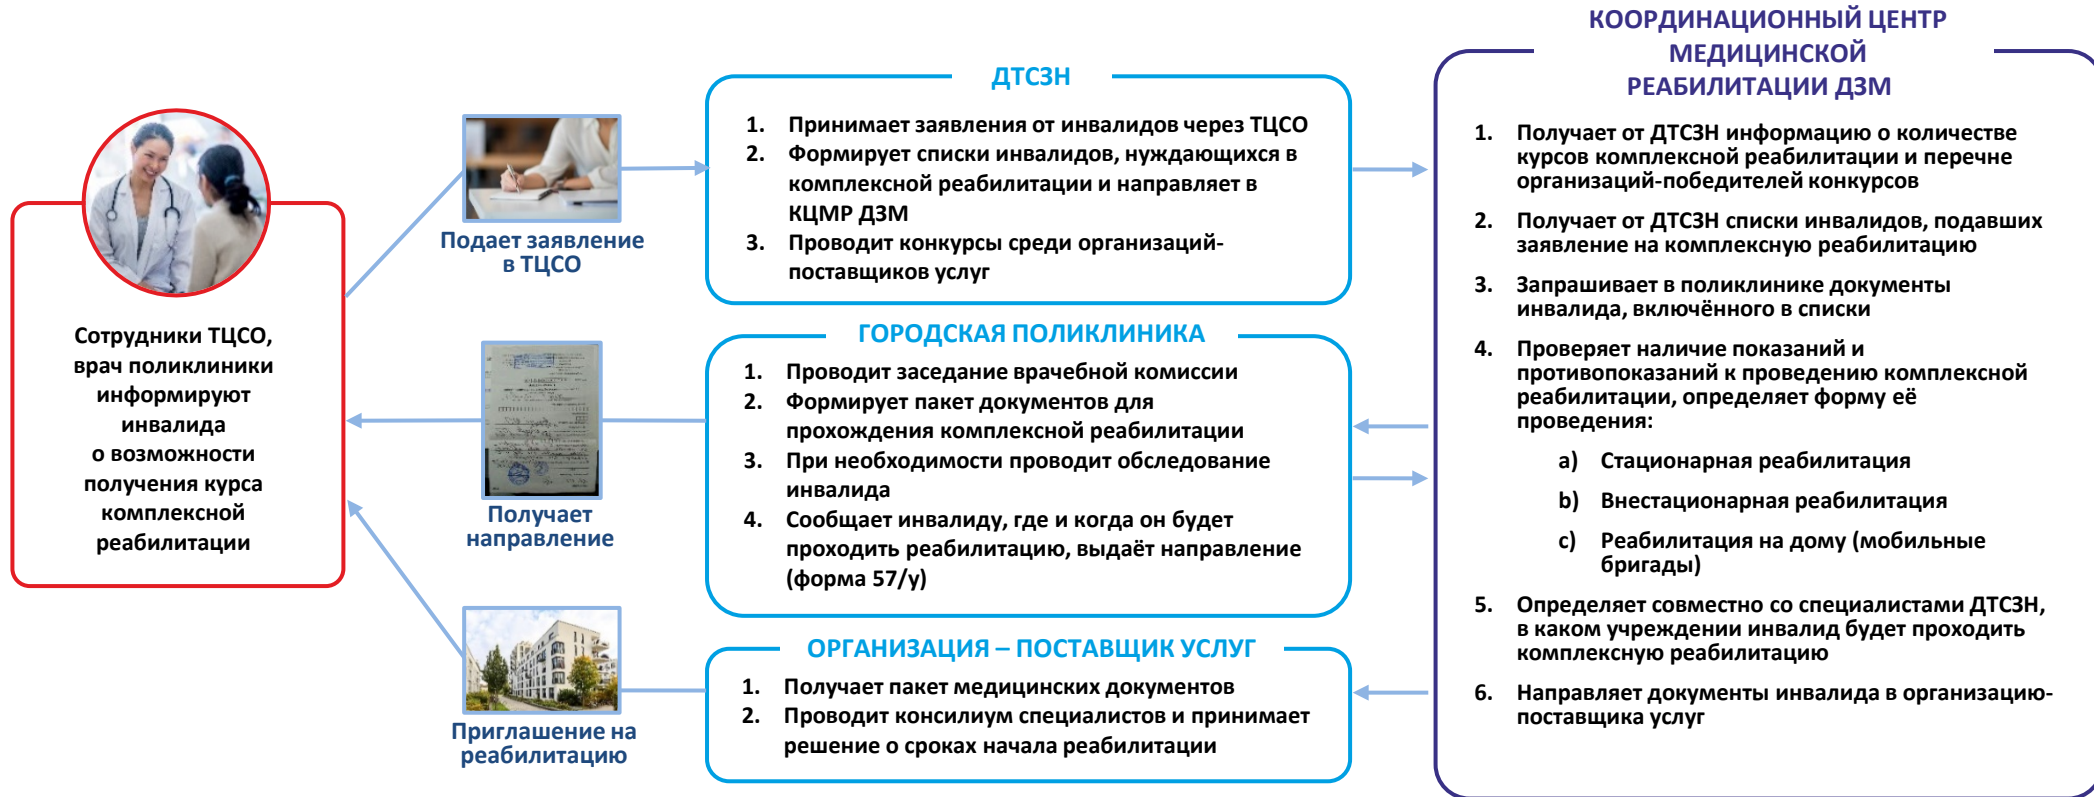 Сотрудники ТЦСО,
врач поликлиники
информируют
инвалида
о возможности
получения курса
комплексной
реабилитации
Подает заявление
в ТЦСО
Получает
направление
Приглашение на
реабилитацию
ДТСЗН
1. Принимает заявления от инвалидов через ТЦСО
2. Формирует списки инвалидов, нуждающихся в
комплексной реабилитации и направляет в
КЦМР ДЗМ
3. Проводит конкурсы среди организаций-
поставщиков услуг
ГОРОДСКАЯ ПОЛИКЛИНИКА
1. Проводит заседание врачебной комиссии
2. Формирует пакет документов для
прохождения комплексной реабилитации
3. При необходимости проводит обследование
инвалида
4. Сообщает инвалиду, где и когда он будет
проходить реабилитацию, выдаёт направление
(форма 57/у)
ОРГАНИЗАЦИЯ – ПОСТАВЩИК УСЛУГ
1. Получает пакет медицинских документов
2. Проводит консилиум специалистов и принимает
решение о сроках начала реабилитации
КООРДИНАЦИОННЫЙ ЦЕНТР
МЕДИЦИНСКОЙ
РЕАБИЛИТАЦИИ ДЗМ
1. Получает от ДТСЗН информацию о количестве
курсов комплексной реабилитации и перечне
организаций-победителей конкурсов
2. Получает от ДТСЗН списки инвалидов, подавших
заявление на комплексную реабилитацию
3. Запрашивает в поликлинике документы
инвалида, включённого в списки
4. Проверяет наличие показаний и
противопоказаний к проведению комплексной
реабилитации, определяет форму её
проведения:
a) Стационарная реабилитация
b) Внестационарная реабилитация
c) Реабилитация на дому (мобильные
бригады)
5. Определяет совместно со специалистами ДТСЗН,
в каком учреждении инвалид будет проходить
комплексную реабилитацию
6. Направляет документы инвалида в организацию-
поставщика услуг